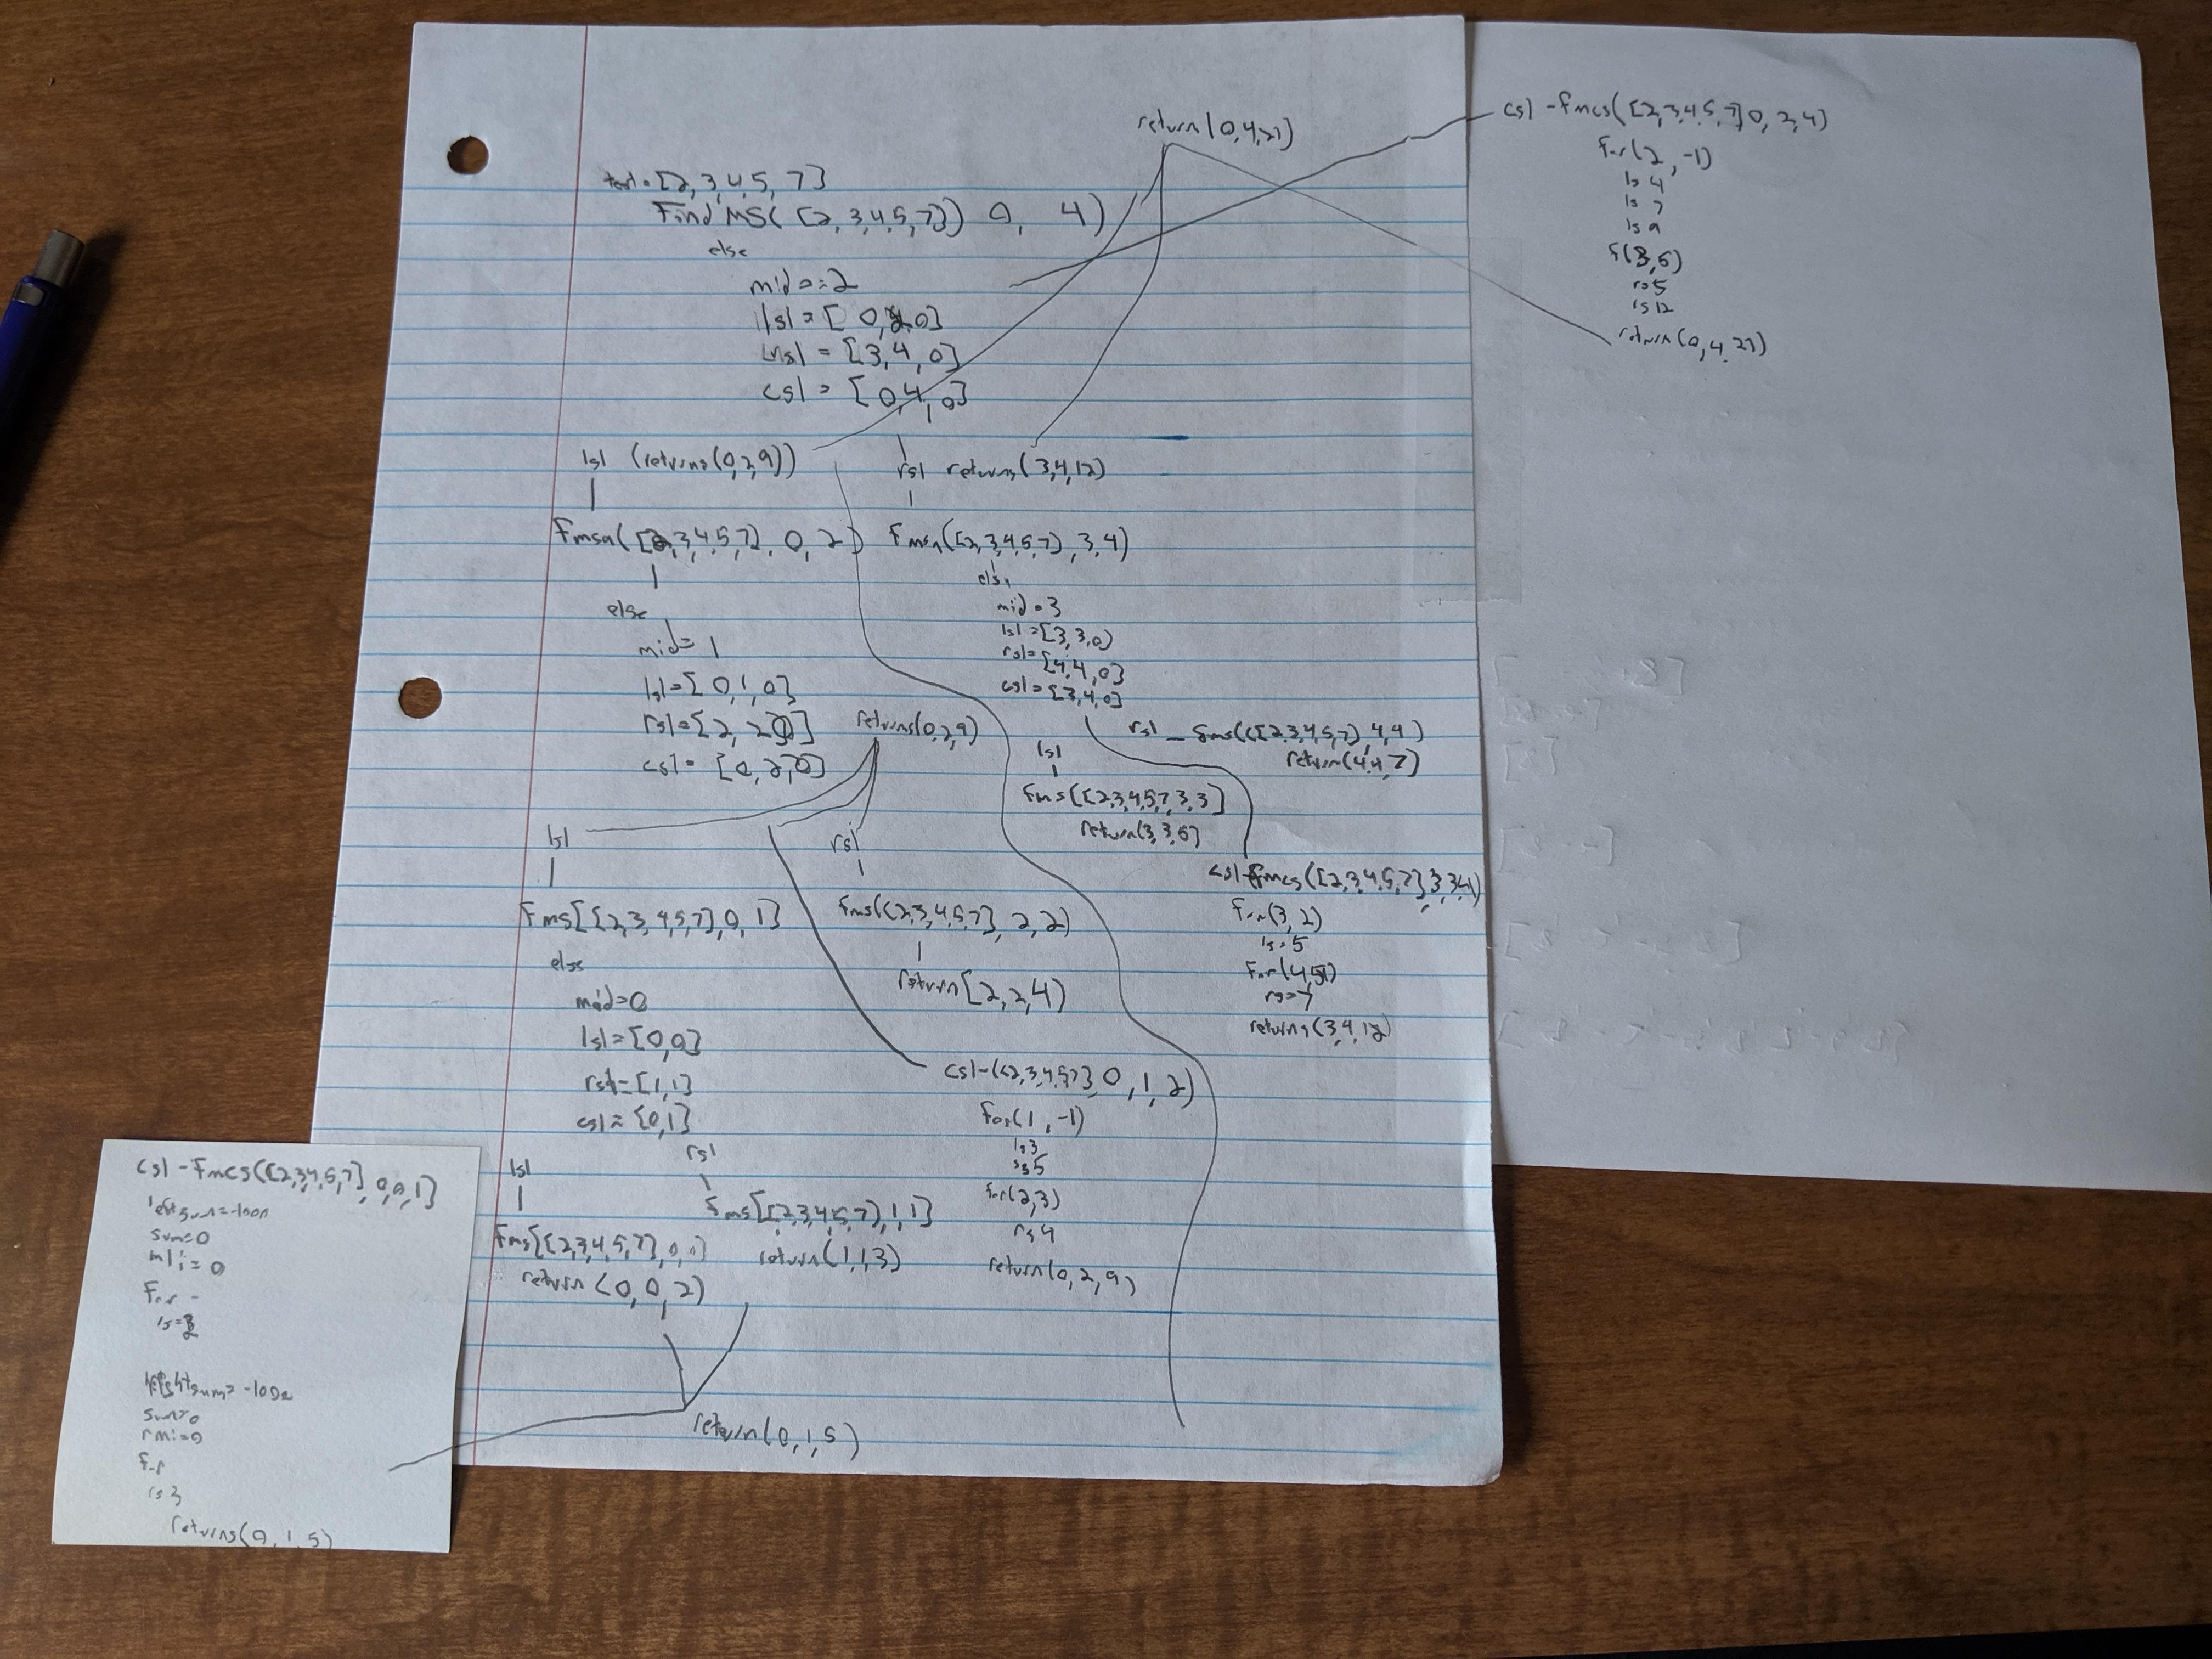 return(0,4,21)
test=[2,3,4,5,7]
Find MS([2,3,4,5,7]) 0, 4)
else
mid=:2
lsl=[0,2,0]
rsl=[3,4,0]
csl=[0,4,0]
lsl (returns(0,2,9))
rsl returns(3,4,12)
Fmsa([2,3,4,5,7], 0, 2)
Fmsa([2,3,4,5,7], 3,4)
else
mid=1
lsl=[0,1,0]
rsl=[2,2,0]
csl=[0,2,0]
returns(0,2,9)
else
mid=3
lsl=[3,3,0)
rsl=
[4,4,0]
csl=[3,4,0]
rsl - fms(([2,3,4,5,7] 4,4)
return(4,4,7)
lsl
fms[[2,3,4,5,7,3,3]
return(3,3,5)
csl-fmcs([2,3,4,5,7],3,3,4)
for(3,2)
ls=5
for(4,5)
rs=7
returns(3,4,12)
lsl
rsl
fms[[2,3,4,5,7],0,1]
fms([2,3,4,5,7], 2,2)
return[2,2,4)
else
mid=0
lsl=[0,0]
rsl=[1,1]
csl=[0,1]
csl-([2,3,4,5,7] 0,1,2)
for(1,-1)
ls3
ls5
for(2,3)
rs4
return(0,2,9)
lsl
rsl
Fms[[2,3,4,5,7],0,0]
return(0,0,2)
fms[[2,3,4,5,7],1,1]
return(1,1,3)
return(0,1,5)
csl-fmcs([2,3,4,5,7] 0,2,4)
for(2,-1)
ls 4
ls 7
ls 9
f(3,5)
rs5
rs12
return(0,4,21)
csl-Fmcs([2,3,4,5,7],0,0,1]
leftsum=-1000
sum=0
mli=0
For -
ls=2
rightsum=-1000
sum=0
rmi=0
for
rs3
returns(0,1,5)